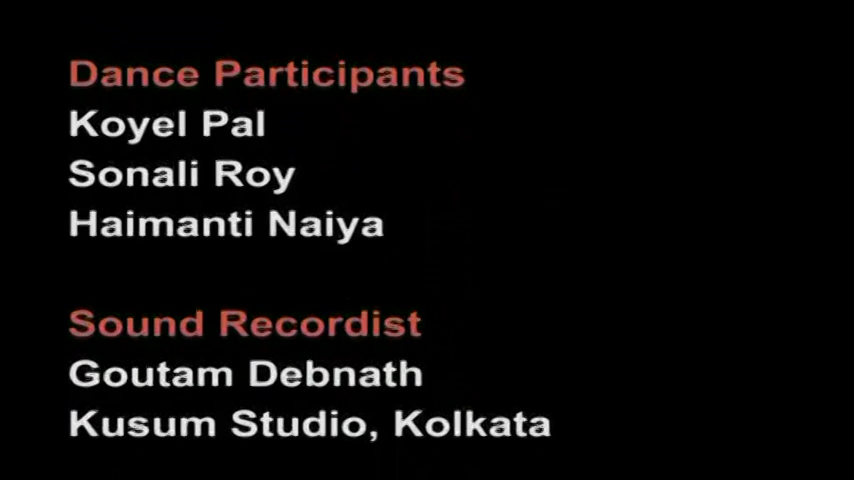 Dance Participants
Koyel Pal
Sonali Roy
Haimanti Naiya
Sound Recordist
Goutam Debnath
Kusum Studio, Kolkata